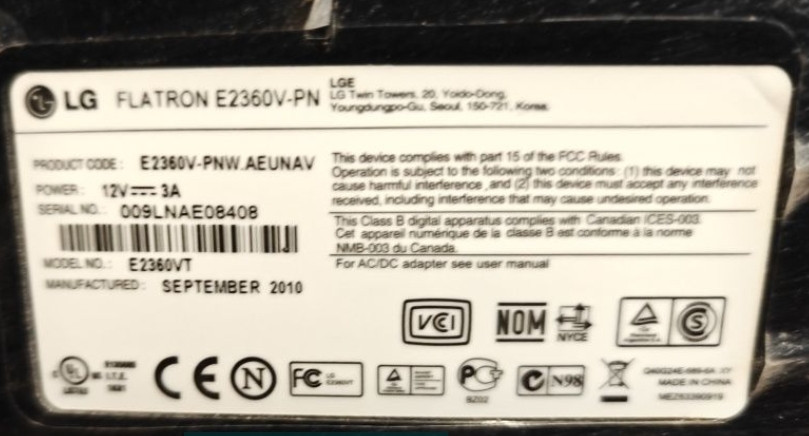 LG FLATRON E2360V-PN
LGE
LG Twin Towers, 20, Yoido-Dong,
Youngdungpo-Gu, Seoul, 150-721, Korea
PRODUCT CODE : E2360V-PNW.AEUNAV
POWER : 12V⎓ 3A
SERIAL NO. : 009LNAE08408
MODEL NO. : E2360VT
MANUFACTURED : SEPTEMBER 2010
This device complies with part 15 of the FCC Rules.
Operation is subject to the following two conditions: (1) this device may not
cause harmful interference, and (2) this device must accept any interference
received, including interference that may cause undesired operation.
This Class B digital apparatus complies with Canadian ICES-003.
Cet appareil numérique de la classe B est conforme à la norme
NMB-003 du Canada.
For AC/DC adapter see user manual
VCCI NOM NYCE S
UL LISTED I.T.E. CE N FC N98
MADE IN CHINA